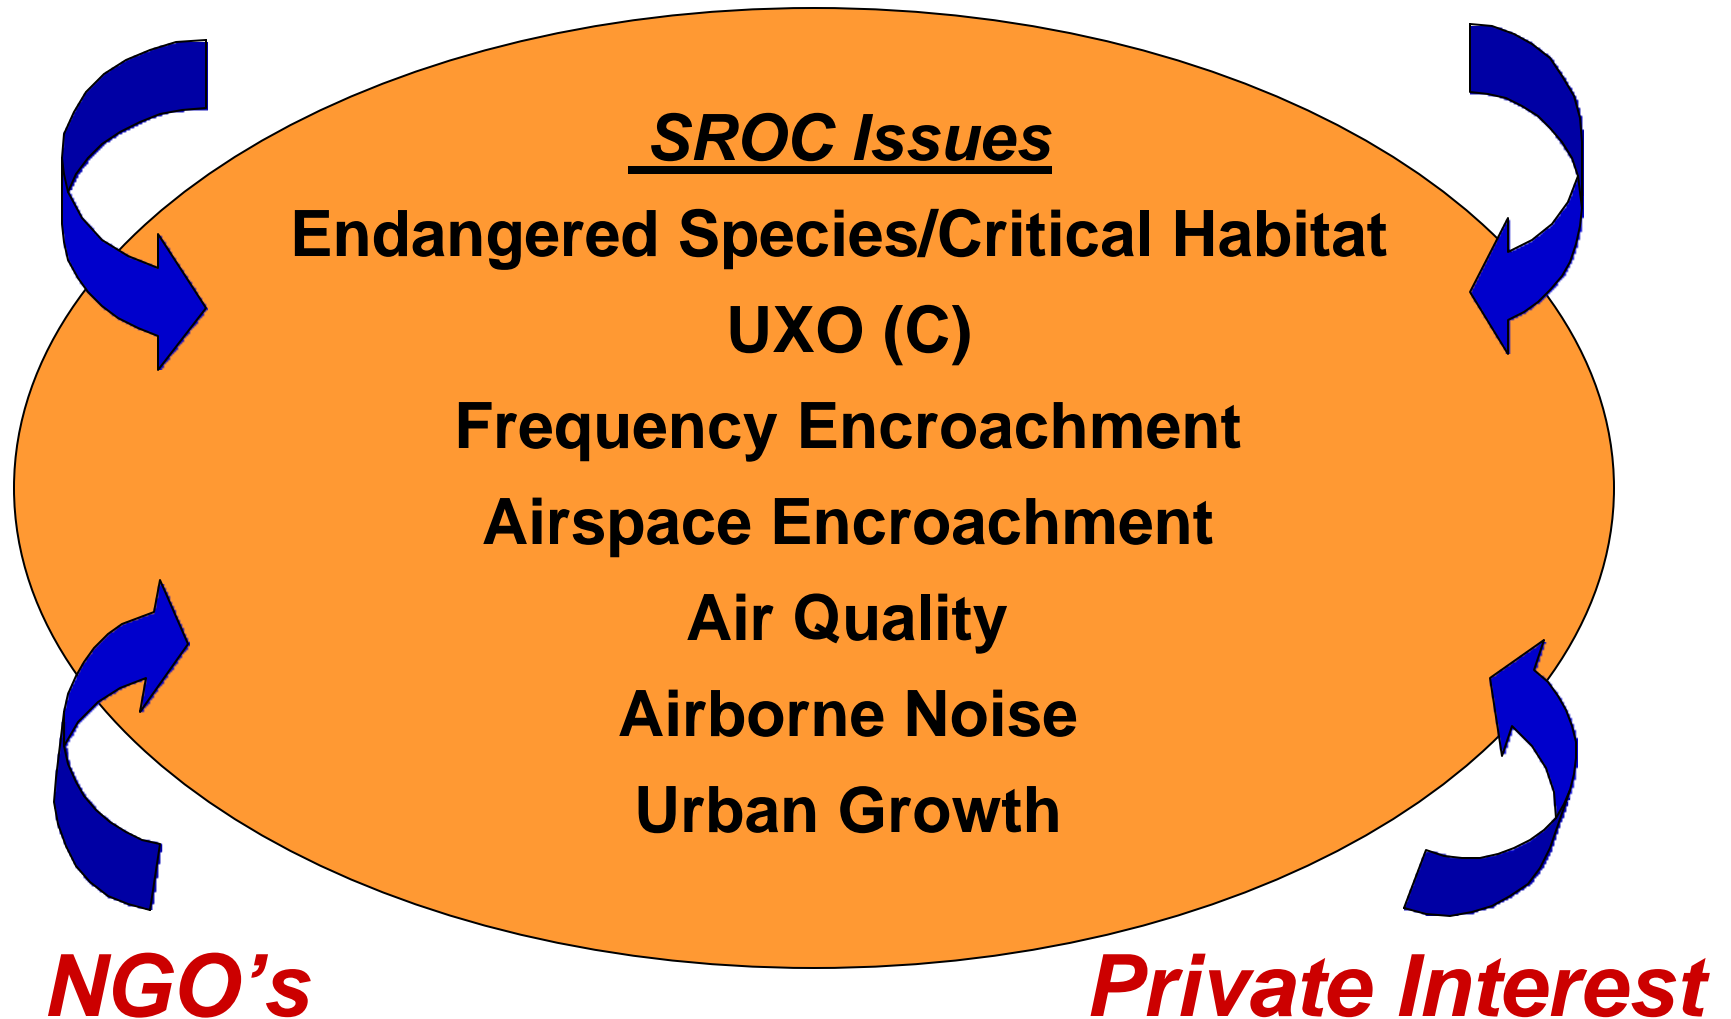 SROC Issues
Endangered Species/Critical Habitat
UXO (C)
Frequency Encroachment
Airspace Encroachment
Air Quality
Airborne Noise
Urban Growth
NGO’s
Private Interest